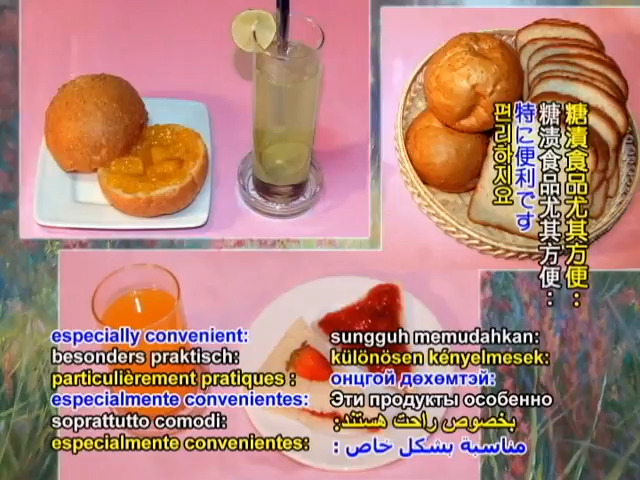 糖漬食品尤其方便：
糖渍食品尤其方便：
特に便利です
편리하지요
especially convenient:
besonders praktisch:
particulièrement pratiques :
especialmente convenientes:
soprattutto comodi:
especialmente convenientes:
sungguh memudahkan:
különösen kényelmesek:
онцгой дөхөмтэй:
Эти продукты особенно
بخصوص راحت هستند:
مناسبة بشكل خاص :